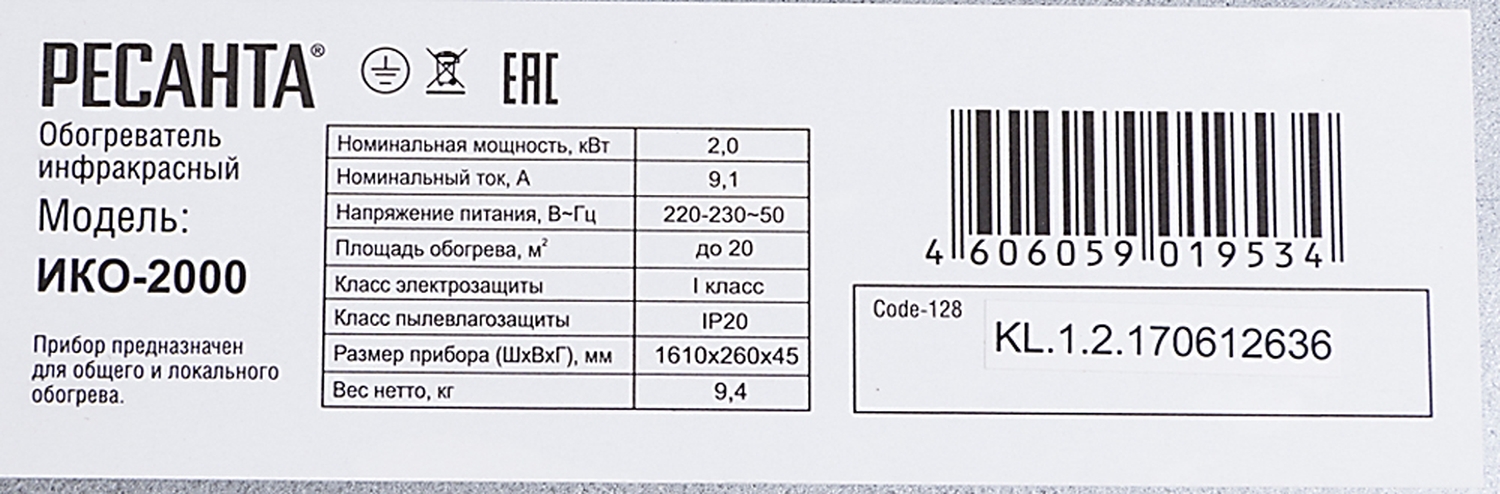 РЕСАНТА®
EAC
Обогреватель
инфракрасный
Модель:
ИКО-2000
Прибор предназначен
для общего и локального
обогрева.
Номинальная мощность, кВт 2,0
Номинальный ток, А 9,1
Напряжение питания, В~Гц 220-230~50
Площадь обогрева, м² до 20
Класс электрозащиты I класс
Класс пылевлагозащиты IP20
Размер прибора (ШхВхГ), мм 1610х260х45
Вес нетто, кг 9,4
4 606059 019534
Code-128
KL.1.2.170612636